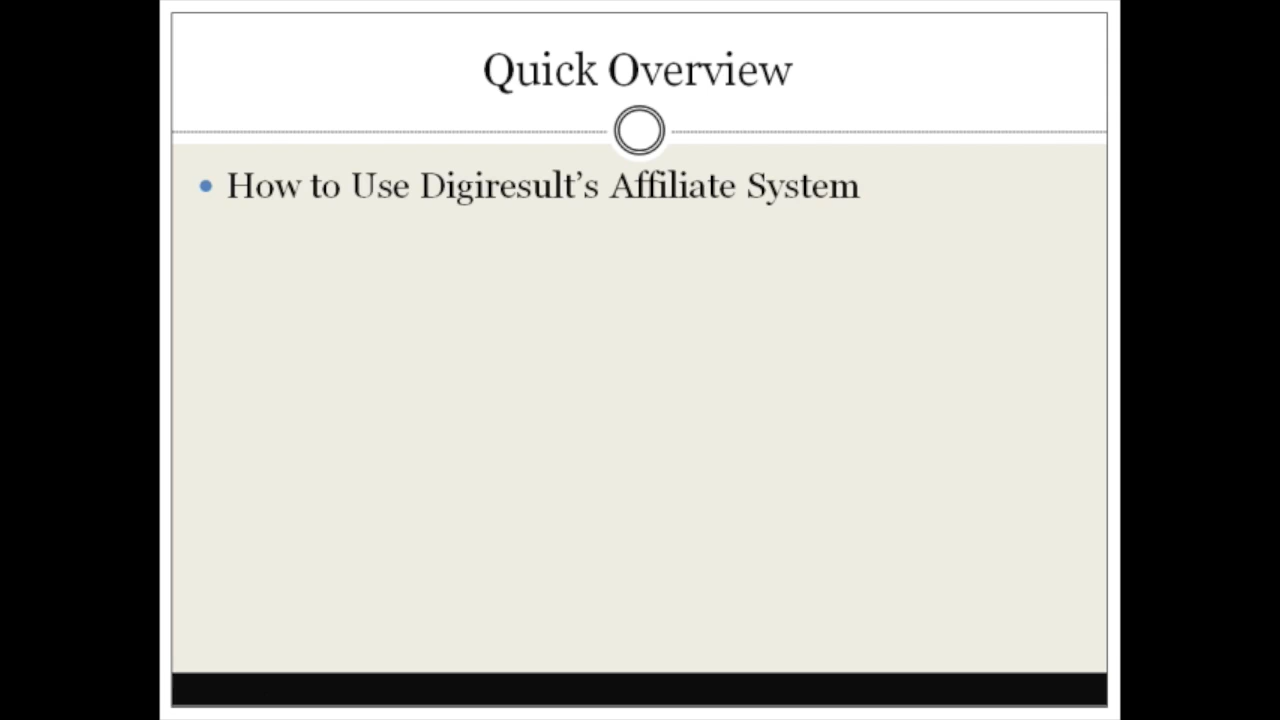 Quick Overview
• How to Use Digiresult’s Affiliate System